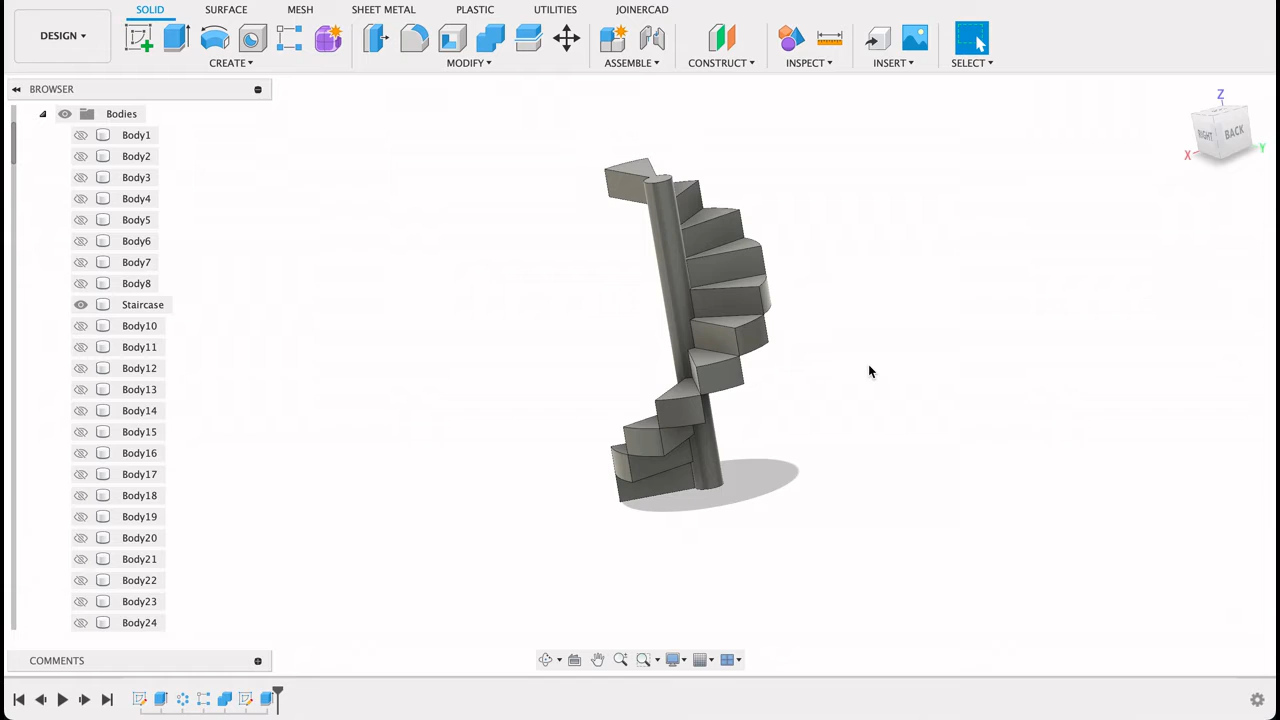 SOLID SURFACE MESH SHEET METAL PLASTIC UTILITIES JOINERCAD
DESIGN
CREATE MODIFY ASSEMBLE CONSTRUCT INSPECT INSERT SELECT
BROWSER
Bodies
Body1
Body2
Body3
Body4
Body5
Body6
Body7
Body8
Staircase
Body10
Body11
Body12
Body13
Body14
Body15
Body16
Body17
Body18
Body19
Body20
Body21
Body22
Body23
Body24
COMMENTS
Z
RIGHT BACK
X Y